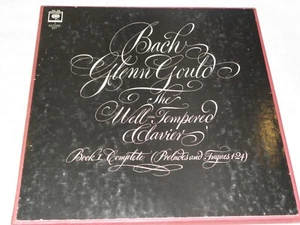 Bach
Glenn Gould
The
Well-Tempered
Clavier
Book I Complete (Preludes and Fugues 1-24)